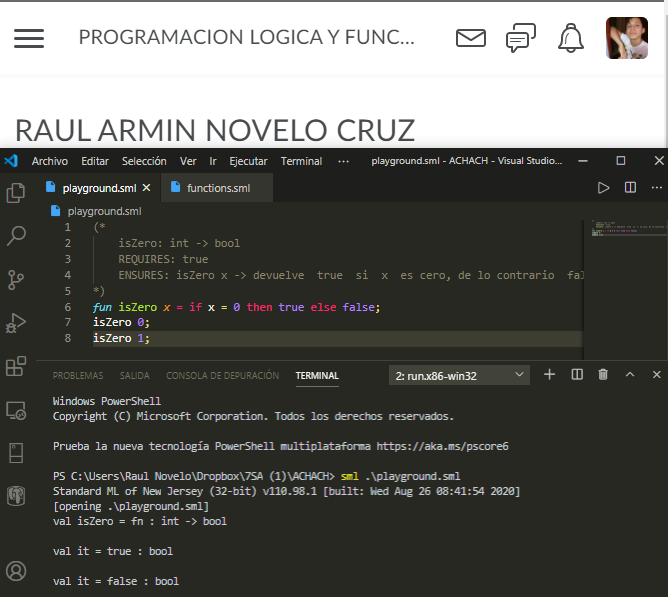 PROGRAMACION LOGICA Y FUNC...
RAUL ARMIN NOVELO CRUZ
Archivo Editar Selección Ver Ir Ejecutar Terminal ··· playground.sml - ACHACH - Visual Studio...
playground.sml functions.sml
playground.sml
1 (*
2 isZero: int -> bool
3 REQUIRES: true
4 ENSURES: isZero x -> devuelve true si x es cero, de lo contrario fal
5 *)
6 fun isZero x = if x = 0 then true else false;
7 isZero 0;
8 isZero 1;
PROBLEMAS SALIDA CONSOLA DE DEPURACIÓN TERMINAL 2: run.x86-win32
Windows PowerShell
Copyright (C) Microsoft Corporation. Todos los derechos reservados.
Prueba la nueva tecnología PowerShell multiplataforma https://aka.ms/pscore6
PS C:\Users\Raul Novelo\Dropbox\7SA (1)\ACHACH> sml .\playground.sml
Standard ML of New Jersey (32-bit) v110.98.1 [built: Wed Aug 26 08:41:54 2020]
[opening .\playground.sml]
val isZero = fn : int -> bool
val it = true : bool
val it = false : bool